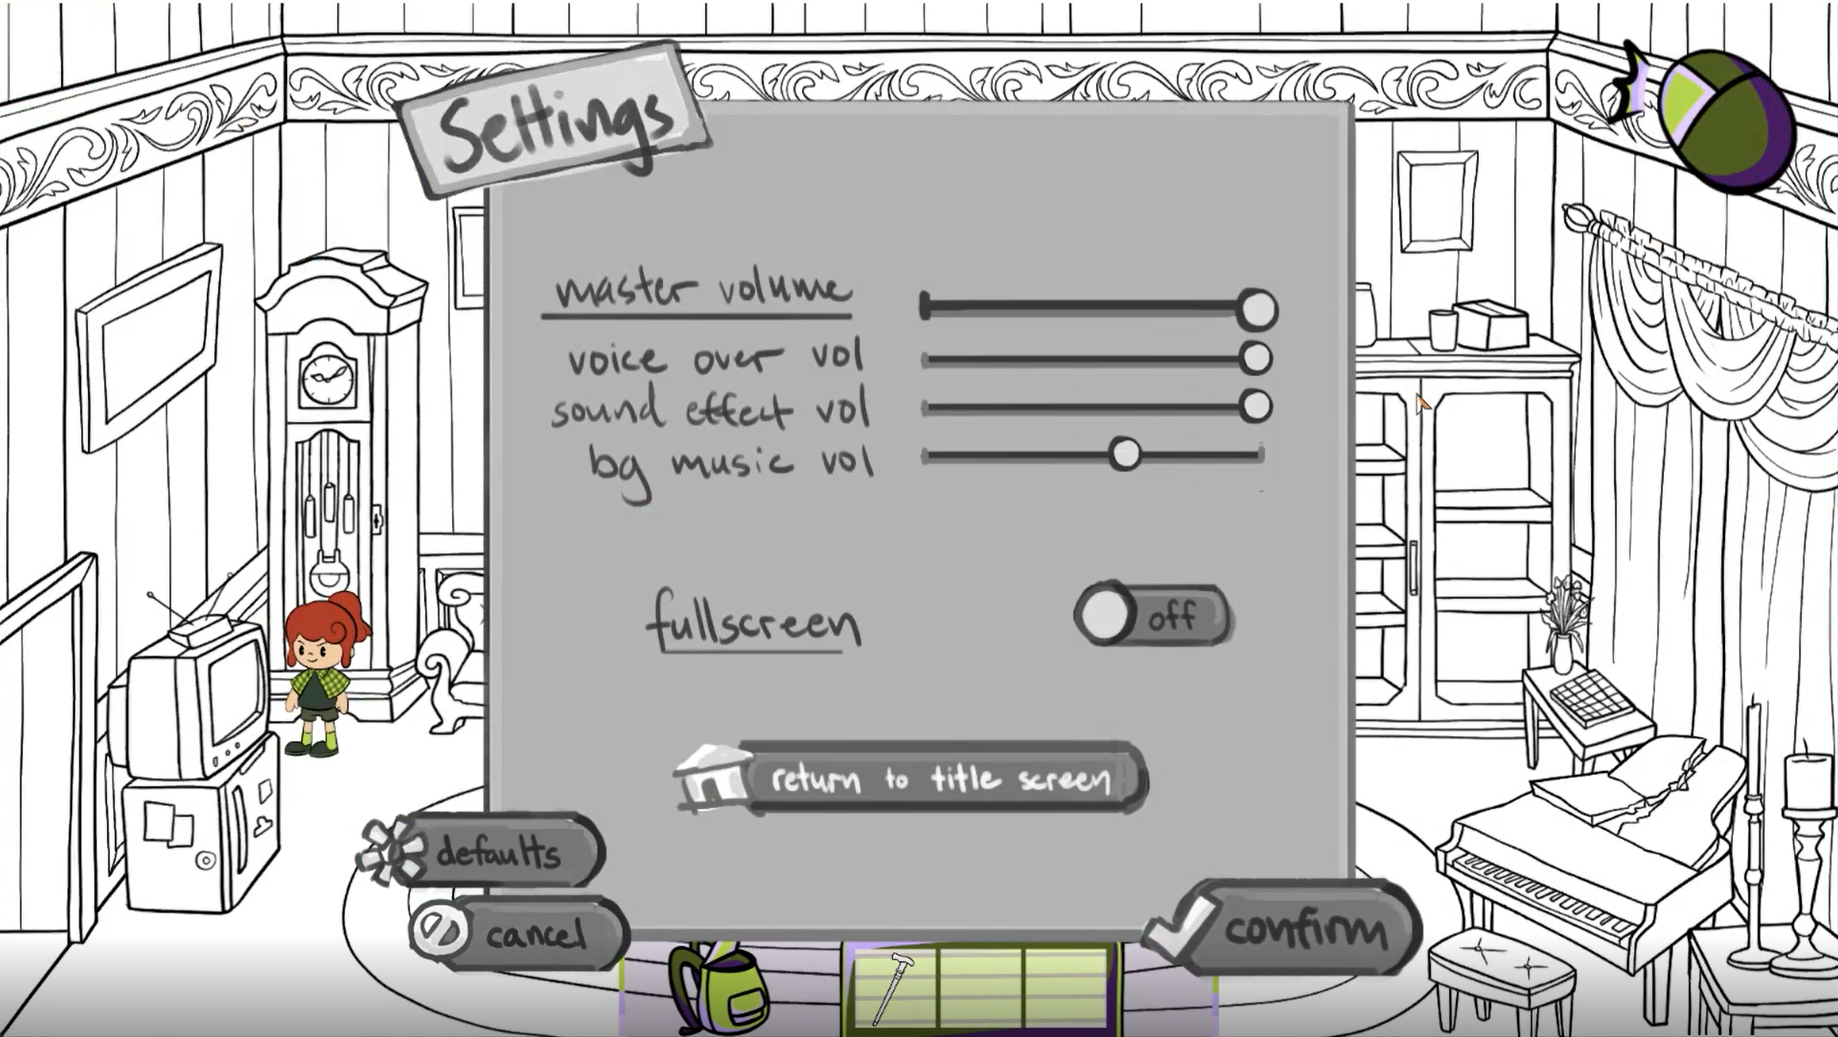 Settings
master volume
voice over vol
sound effect vol
bg music vol
fullscreen
off
return to title screen
defaults
cancel
confirm